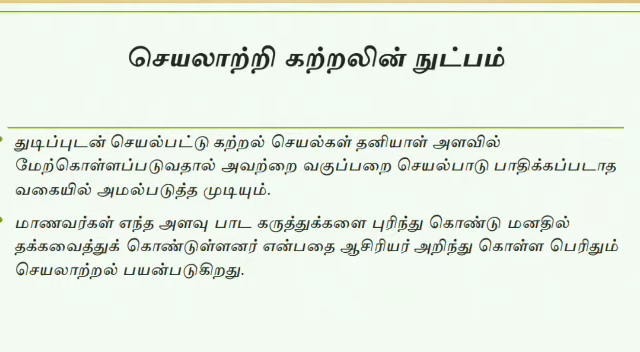 செயலாற்றி கற்றலின் நுட்பம்
துடிப்புடன் செயல்பட்டு கற்றல் செயல்கள் தனியாள் அளவில்
மேற்கொள்ளப்படுவதால் அவற்றை வகுப்பறை செயல்பாடு பாதிக்கப்படாத
வகையில் அமல்படுத்த முடியும்.
மாணவர்கள் எந்த அளவு பாட கருத்துக்களை புரிந்து கொண்டு மனதில்
தக்கவைத்துக் கொண்டுள்ளனர் என்பதை ஆசிரியர் அறிந்து கொள்ள பெரிதும்
செயலாற்றல் பயன்படுகிறது.